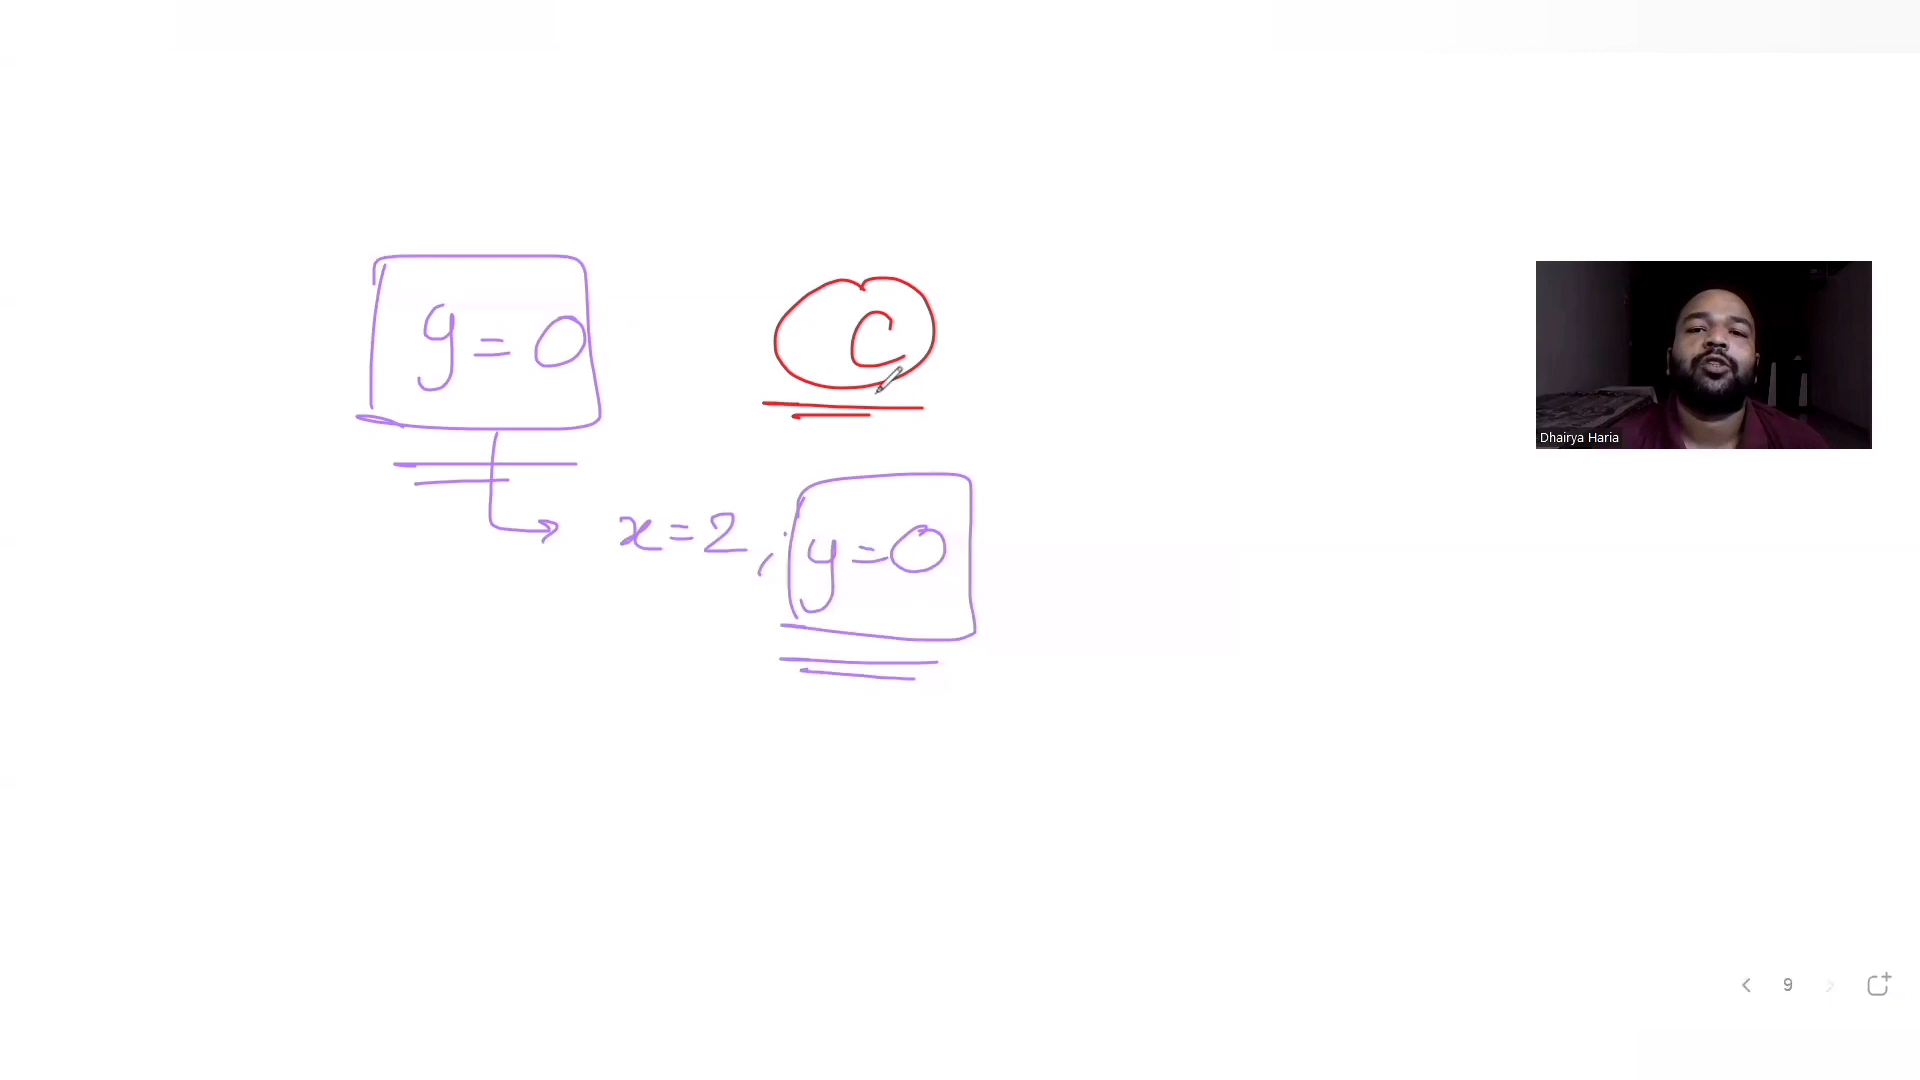 y = 0
C
x = 2, y = 0
Dhairya Haria
9